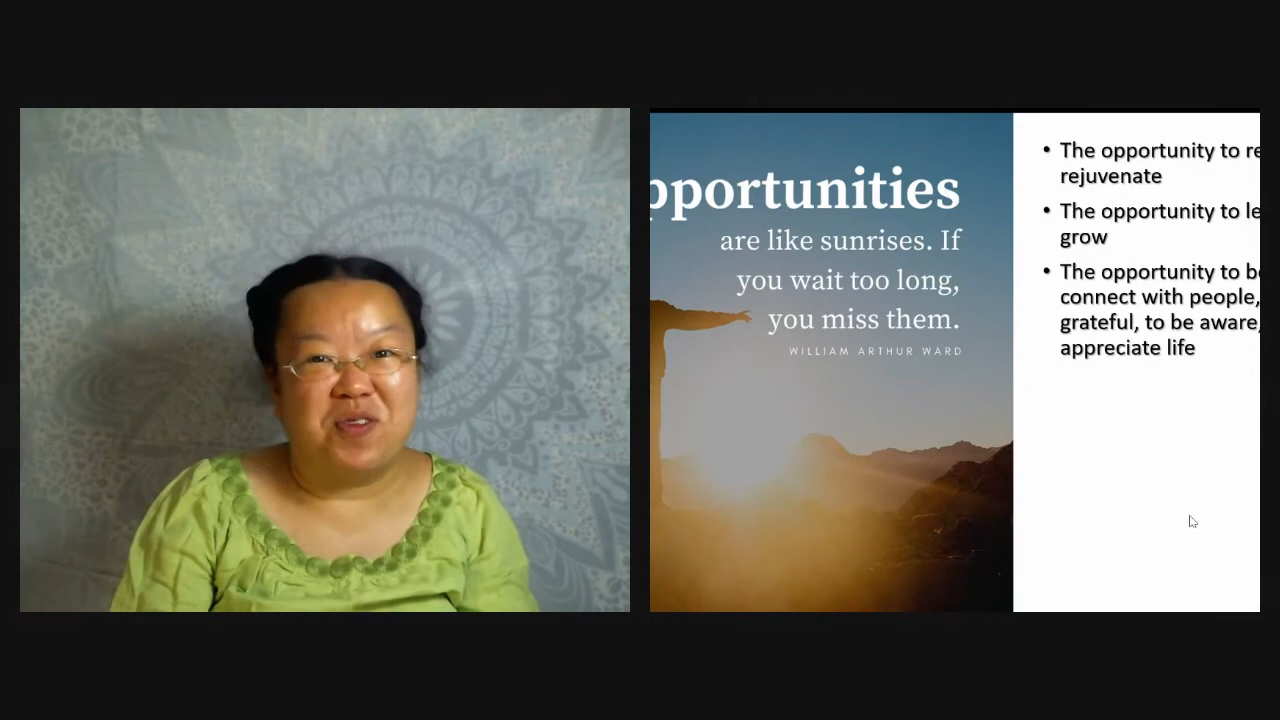 pportunities
are like sunrises. If
you wait too long,
you miss them.
WILLIAM ARTHUR WARD
• The opportunity to re
rejuvenate
• The opportunity to le
grow
• The opportunity to be
connect with people,
grateful, to be aware,
appreciate life